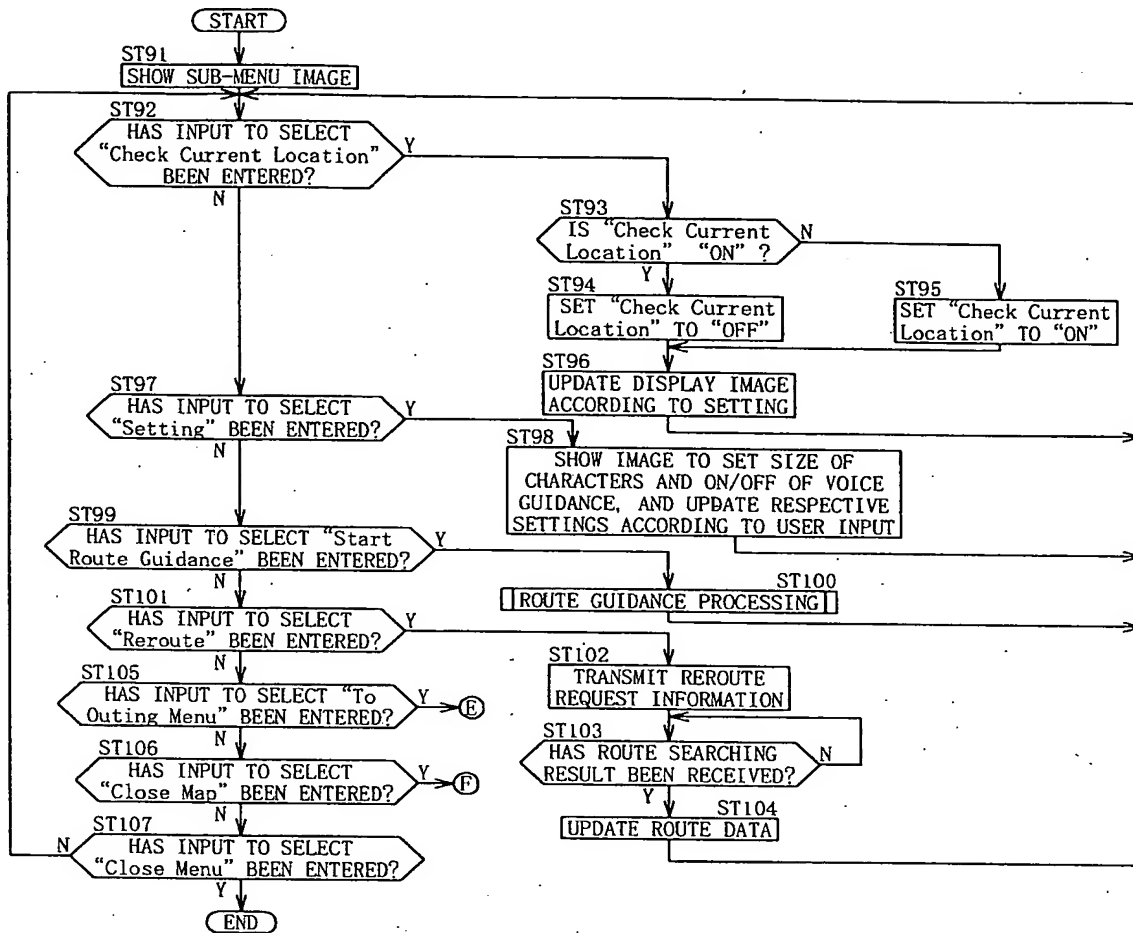 START
ST91
SHOW SUB-MENU IMAGE
ST92
HAS INPUT TO SELECT
“Check Current Location”
BEEN ENTERED?
Y
N
ST93
IS “Check Current
Location” “ON” ?
N
Y
ST94
SET “Check Current
Location” TO “OFF”
ST95
SET “Check Current
Location” TO “ON”
ST96
UPDATE DISPLAY IMAGE
ACCORDING TO SETTING
ST97
HAS INPUT TO SELECT
“Setting” BEEN ENTERED?
Y
N
ST98
SHOW IMAGE TO SET SIZE OF
CHARACTERS AND ON/OFF OF VOICE
GUIDANCE, AND UPDATE RESPECTIVE
SETTINGS ACCORDING TO USER INPUT
ST99
HAS INPUT TO SELECT “Start
Route Guidance” BEEN ENTERED?
Y
N
ST100
ROUTE GUIDANCE PROCESSING
ST101
HAS INPUT TO SELECT
“Reroute” BEEN ENTERED?
Y
N
ST102
TRANSMIT REROUTE
REQUEST INFORMATION
ST103
HAS ROUTE SEARCHING
RESULT BEEN RECEIVED?
N
Y
ST104
UPDATE ROUTE DATA
ST105
HAS INPUT TO SELECT “To
Outing Menu” BEEN ENTERED?
Y
E
N
ST106
HAS INPUT TO SELECT
“Close Map” BEEN ENTERED?
Y
F
N
ST107
HAS INPUT TO SELECT
“Close Menu” BEEN ENTERED?
N
Y
END